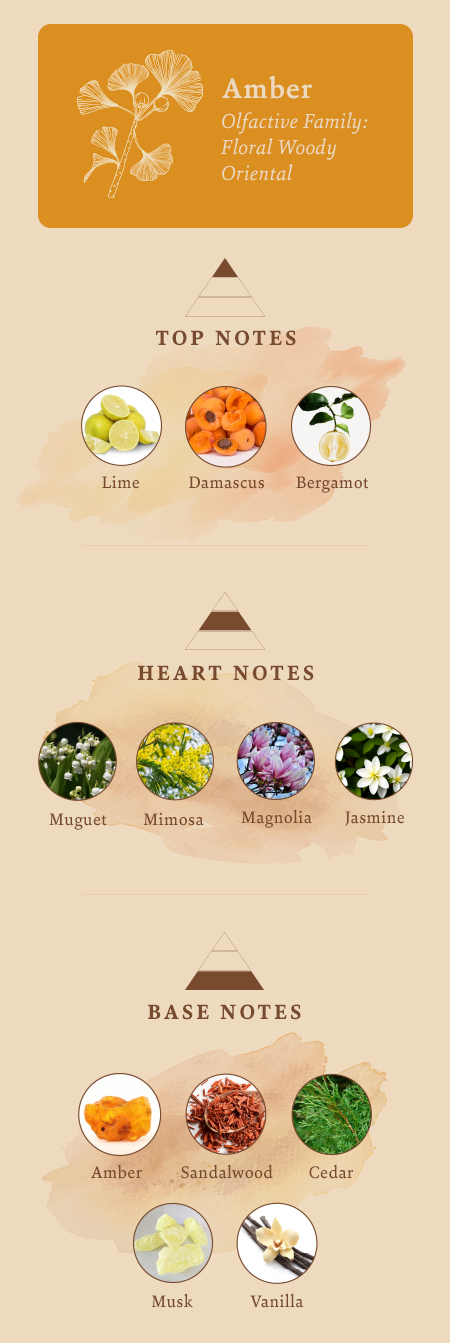 Amber
Olfactive Family:
Floral Woody
Oriental
TOP NOTES
Lime Damascus Bergamot
HEART NOTES
Muguet Mimosa Magnolia Jasmine
BASE NOTES
Amber Sandalwood Cedar
Musk Vanilla